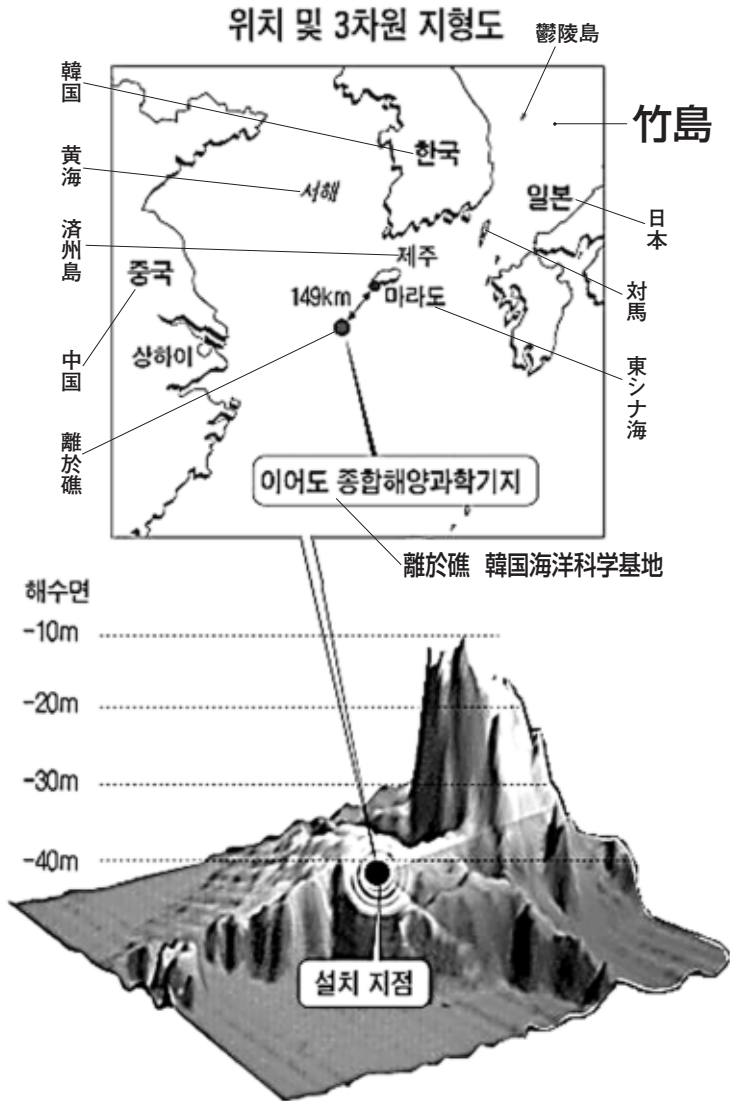 위치 및 3차원 지형도
鬱陵島
韓国
竹島
한국
黄海
서해
일본
日本
済州島
제주
중국
149km
마라도
対馬
상하이
中国
東シナ海
離於礁
이어도 종합해양과학기지
離於礁 韓国海洋科学基地
해수면
-10m
-20m
-30m
-40m
설치 지점